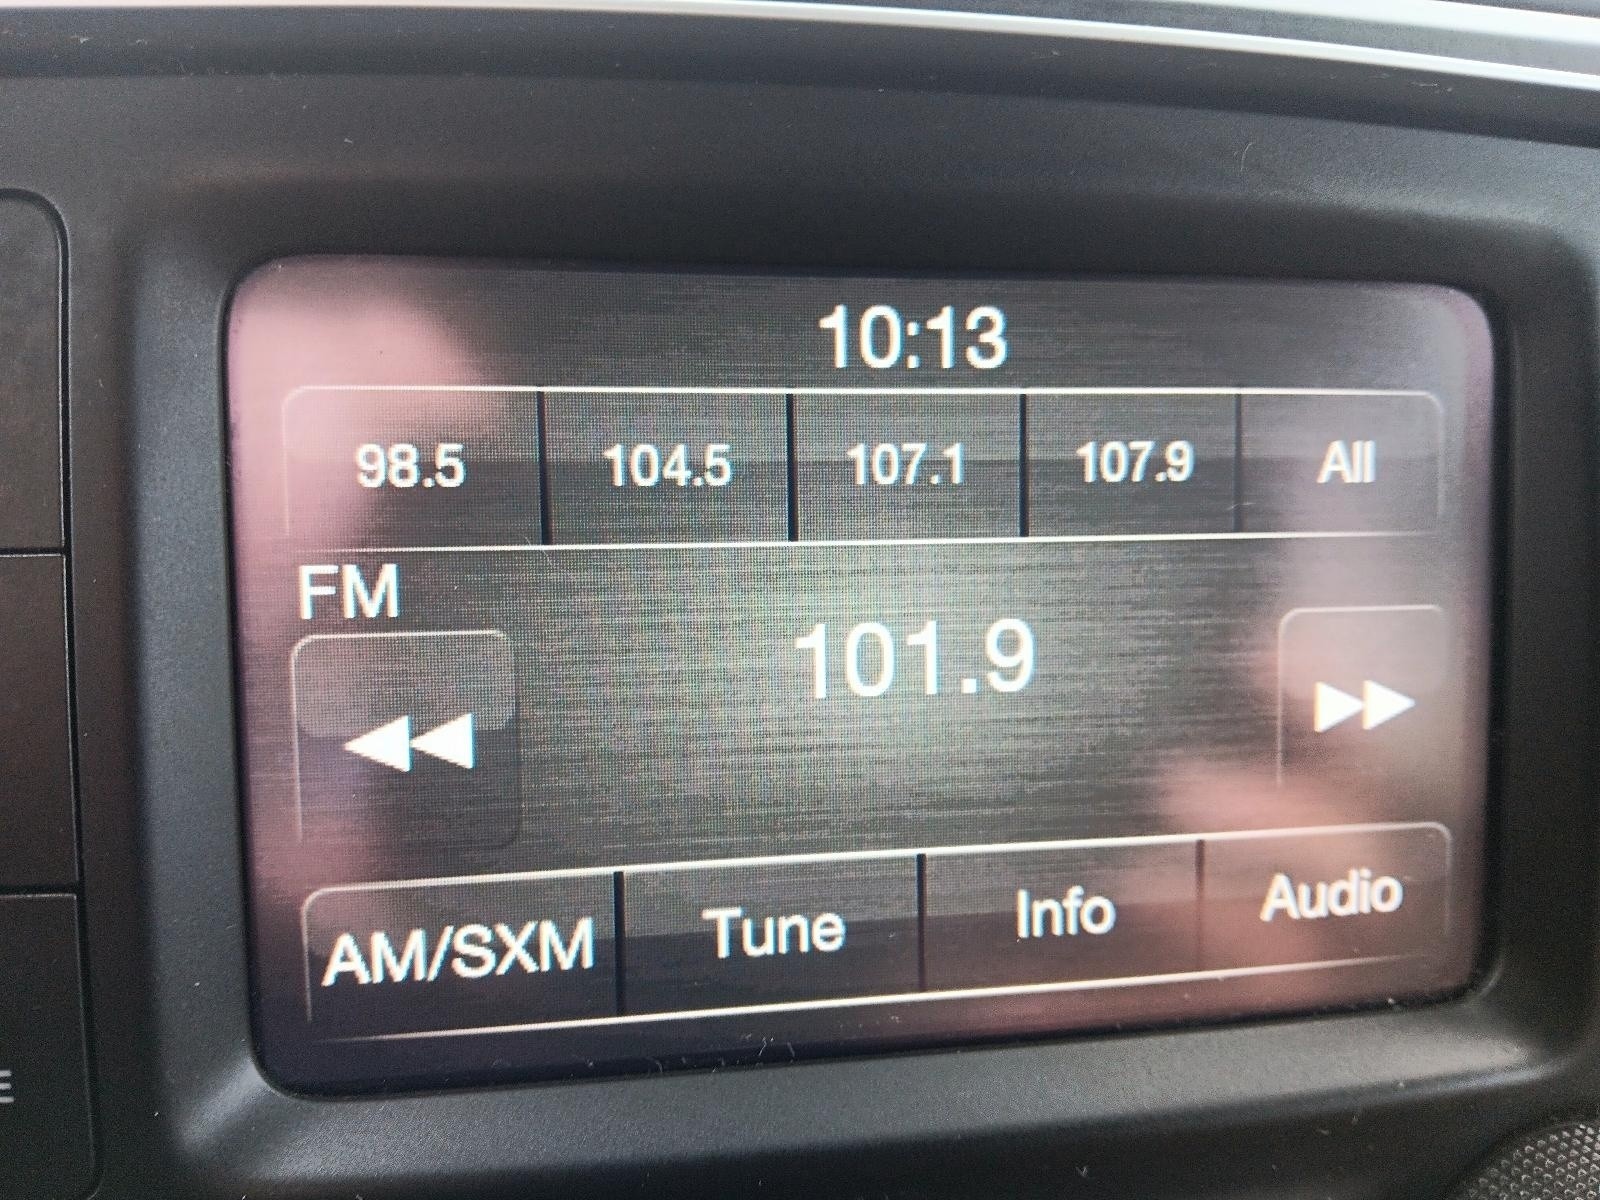 10:13
98.5 104.5 107.1 107.9 All
FM
101.9
AM/SXM Tune Info Audio